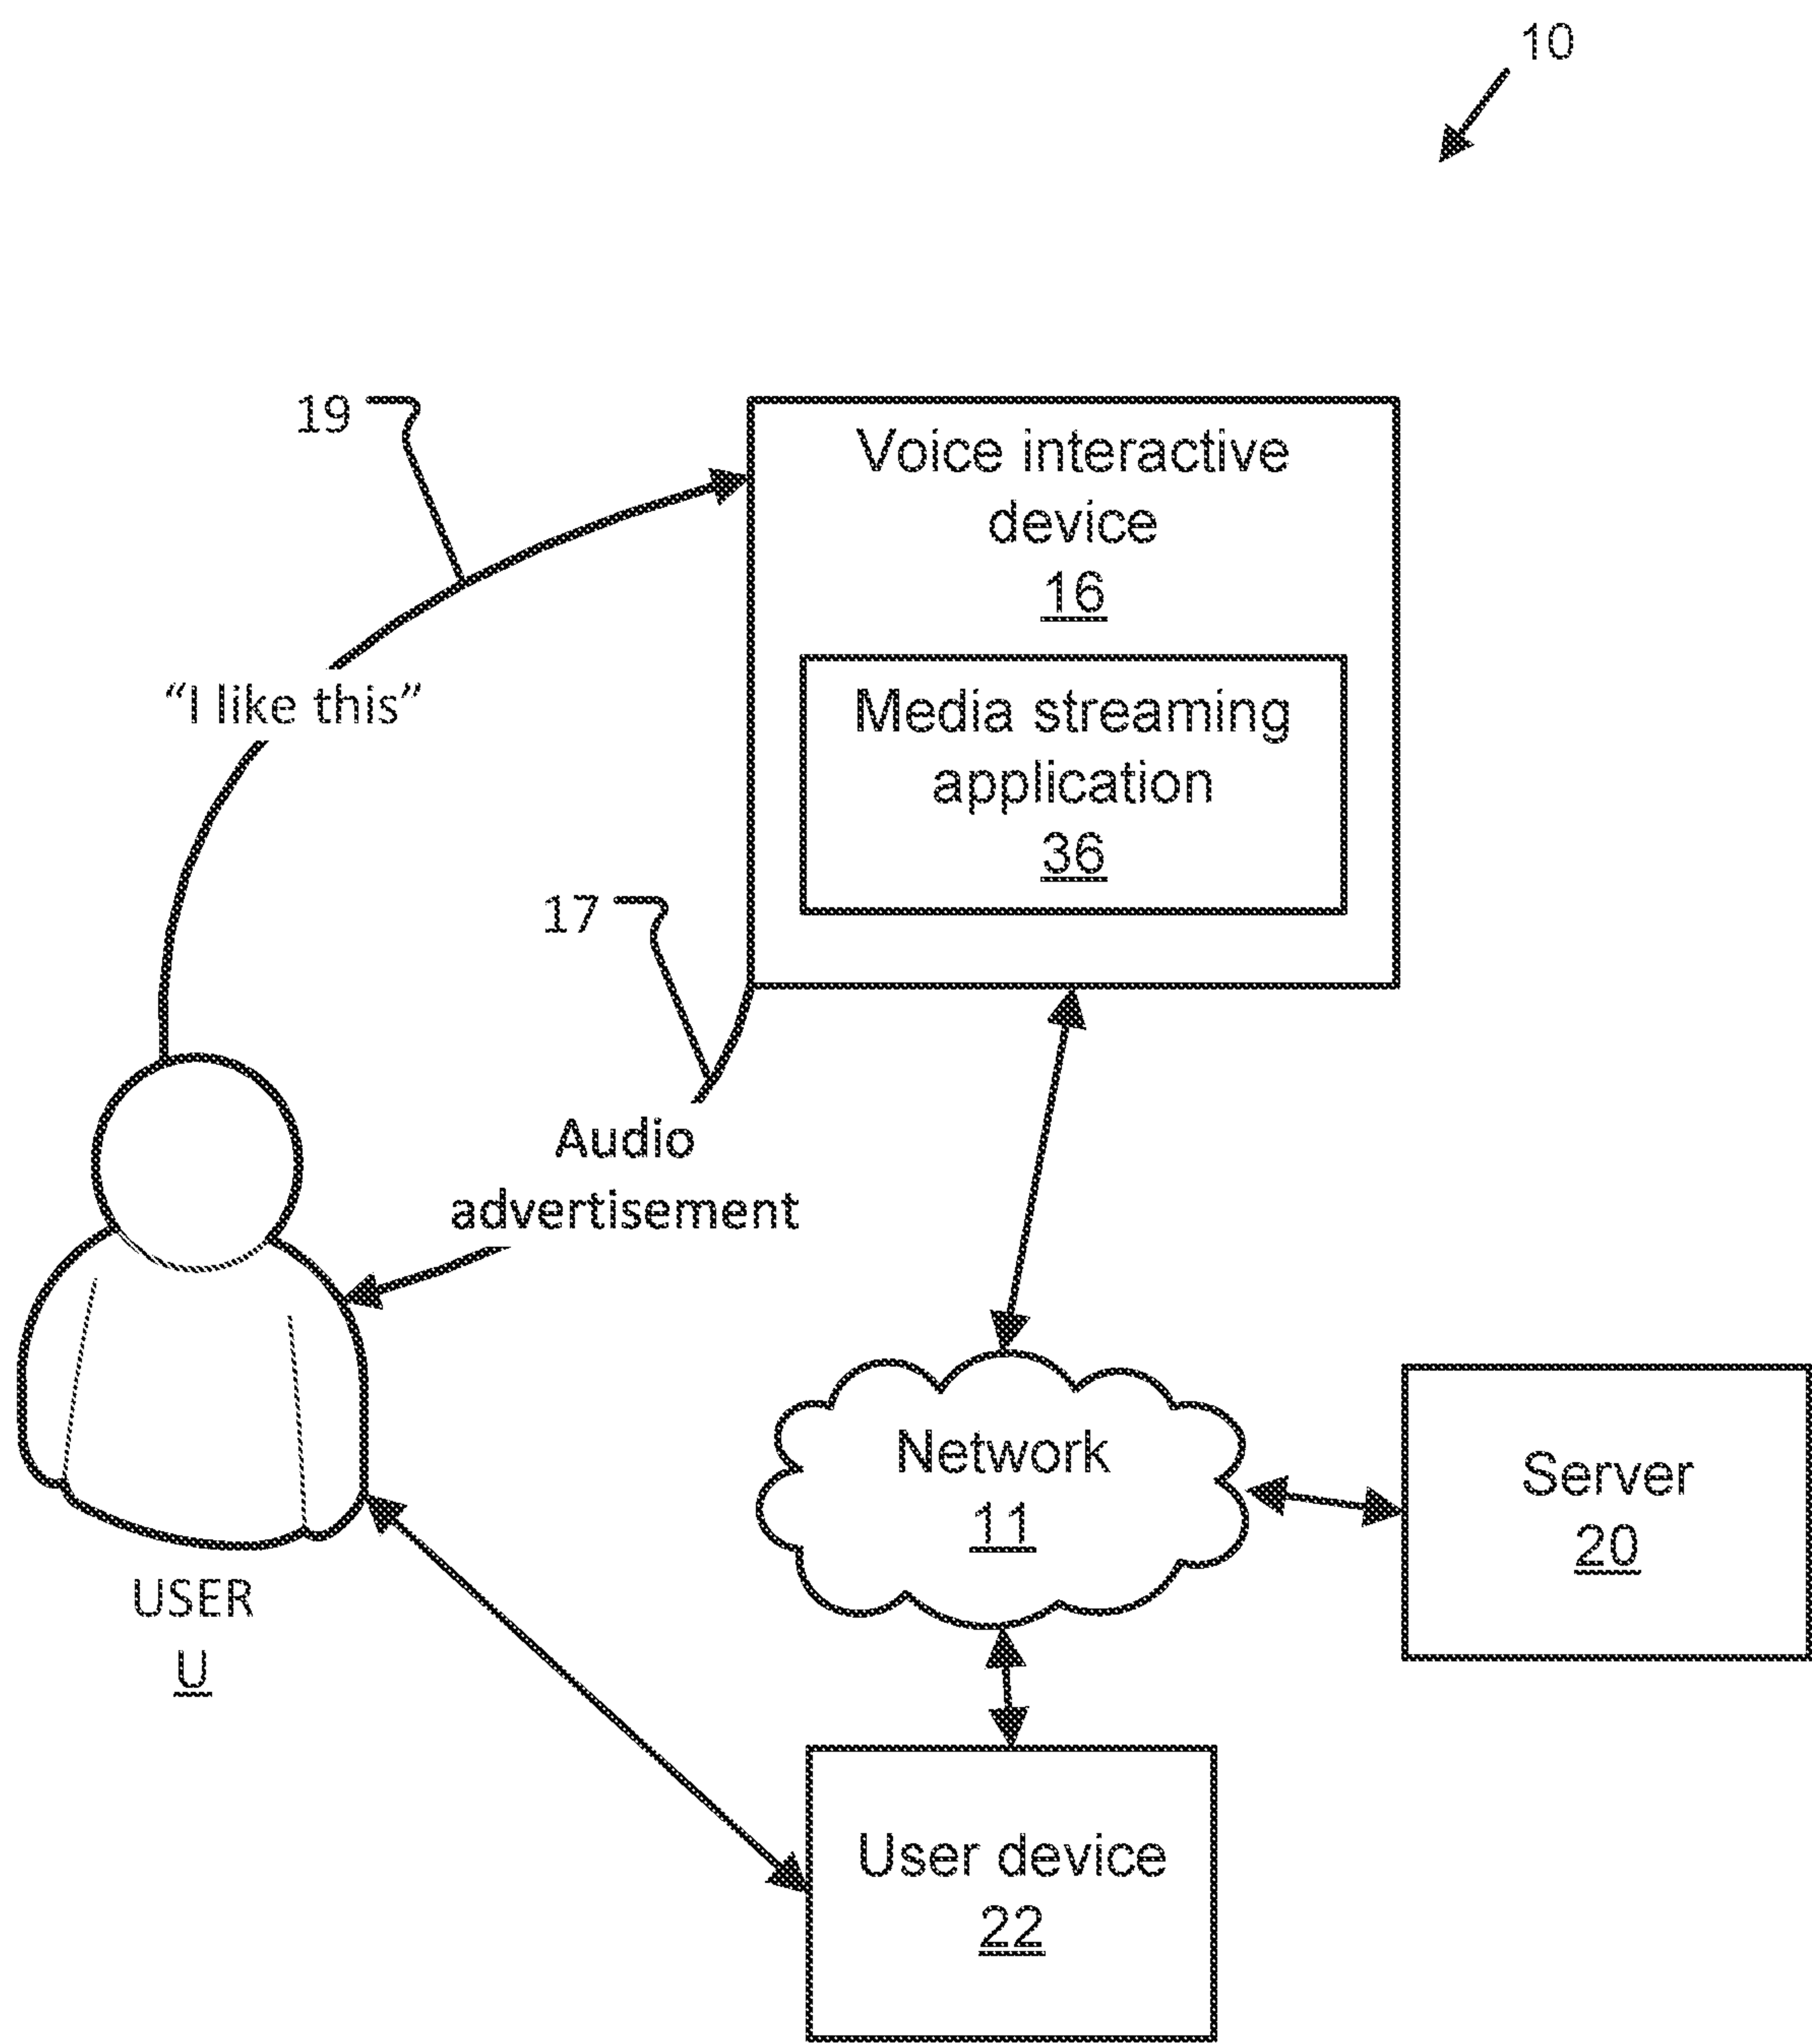 10
19
Voice interactive
device
16
"I like this"
Media streaming
application
36
17
Audio
advertisement
Network
11
Server
20
USER
U
User device
22